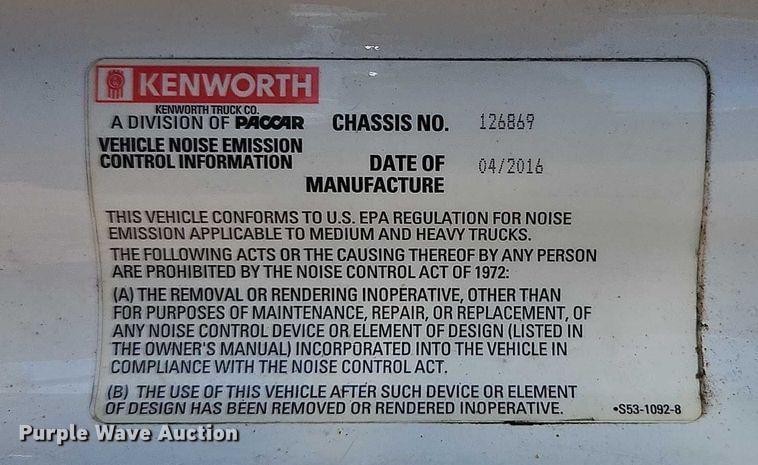 KENWORTH
KENWORTH TRUCK CO.
A DIVISION OF PACCAR
CHASSIS NO. 126869
VEHICLE NOISE EMISSION
CONTROL INFORMATION
DATE OF 04/2016
MANUFACTURE
THIS VEHICLE CONFORMS TO U.S. EPA REGULATION FOR NOISE
EMISSION APPLICABLE TO MEDIUM AND HEAVY TRUCKS.
THE FOLLOWING ACTS OR THE CAUSING THEREOF BY ANY PERSON
ARE PROHIBITED BY THE NOISE CONTROL ACT OF 1972:
(A) THE REMOVAL OR RENDERING INOPERATIVE, OTHER THAN
FOR PURPOSES OF MAINTENANCE, REPAIR, OR REPLACEMENT, OF
ANY NOISE CONTROL DEVICE OR ELEMENT OF DESIGN (LISTED IN
THE OWNER'S MANUAL) INCORPORATED INTO THE VEHICLE IN
COMPLIANCE WITH THE NOISE CONTROL ACT.
(B) THE USE OF THIS VEHICLE AFTER SUCH DEVICE OR ELEMENT
OF DESIGN HAS BEEN REMOVED OR RENDERED INOPERATIVE.
•S53-1092-8
Purple Wave Auction